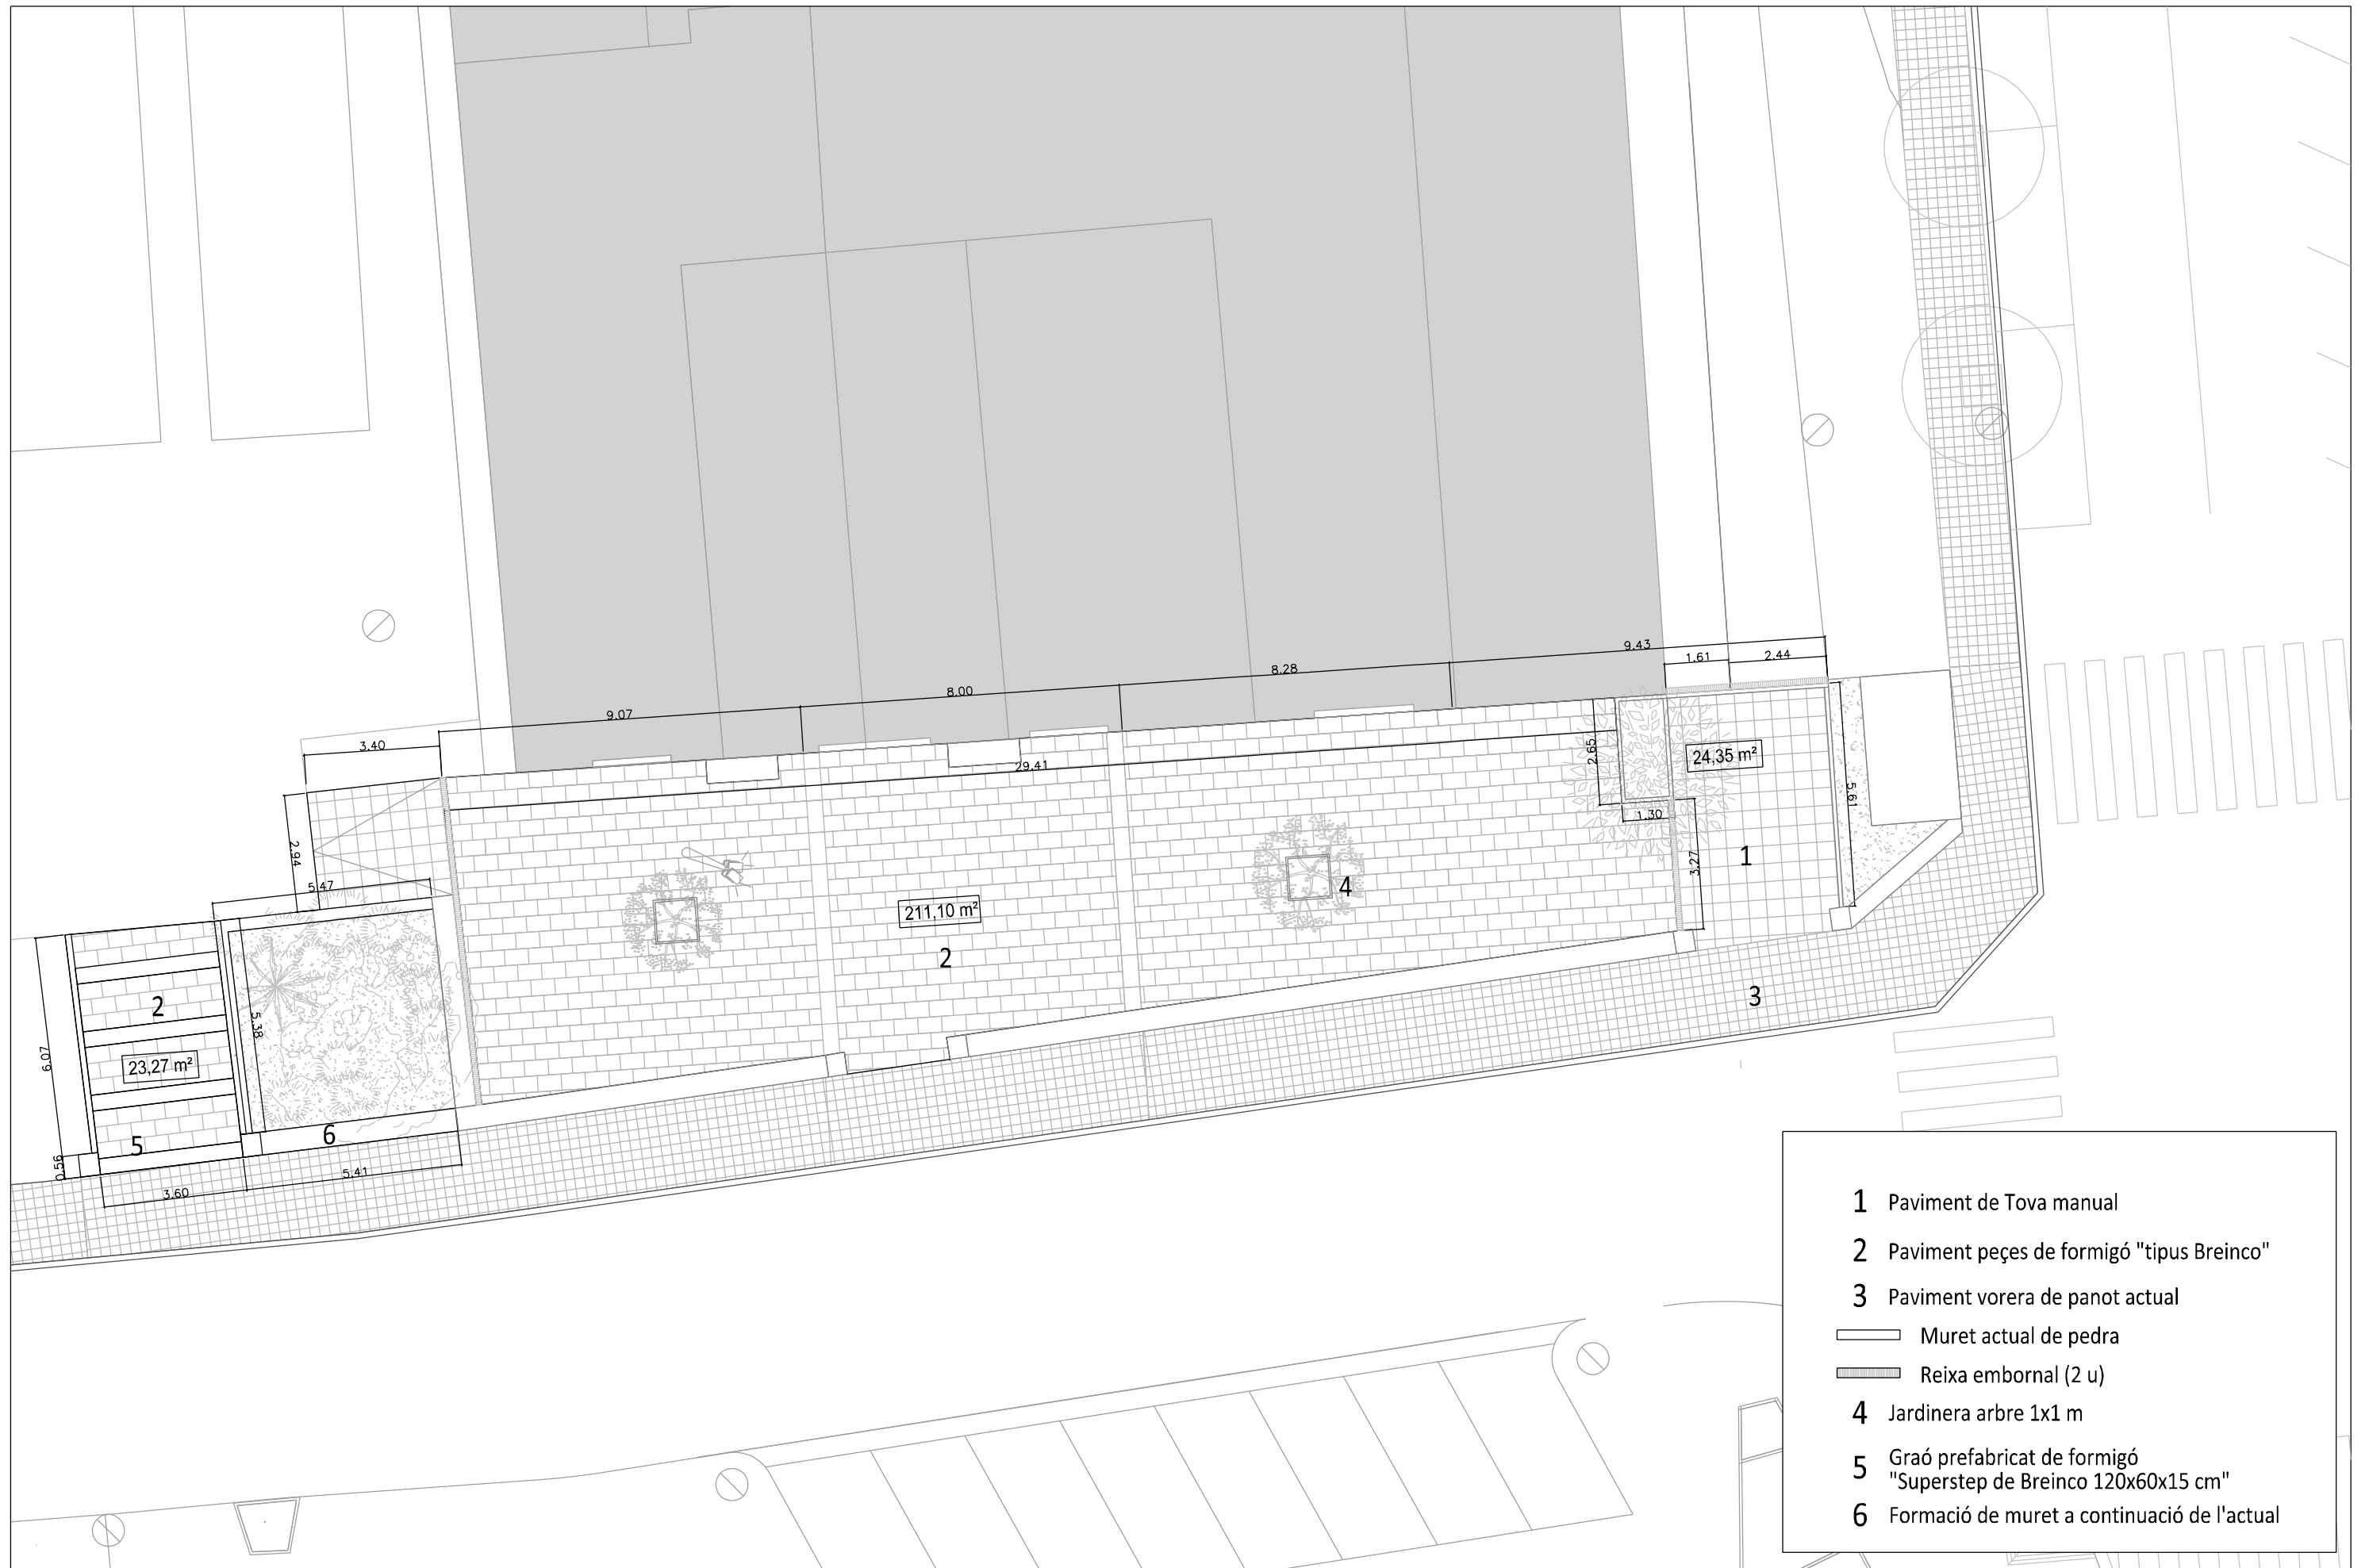 9.43
1.61
2.44
8.28
8.00
9.07
3.40
29.41
2.65
24,35 m²
5.61
1.30
2.94
3.27
1
5.47
4
211,10 m²
2
2
5.38
3
6.07
23,27 m²
6
5
0.56
5.41
3.60
1 Paviment de Tova manual
2 Paviment peçes de formigó "tipus Breinco"
3 Paviment vorera de panot actual
Muret actual de pedra
Reixa embornal (2 u)
4 Jardinera arbre 1x1 m
5 Graó prefabricat de formigó
"Superstep de Breinco 120x60x15 cm"
6 Formació de muret a continuació de l'actual